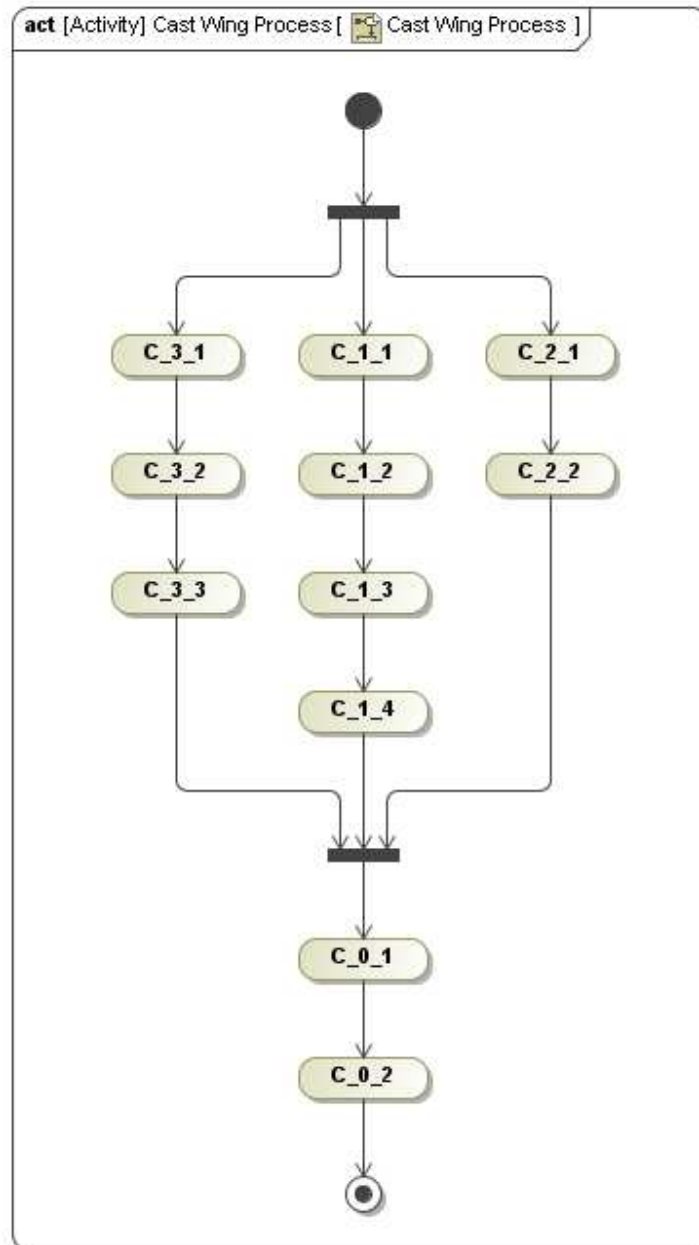 act [Activity] Cast Wing Process [ Cast Wing Process ]
C_3_1 C_1_1 C_2_1
C_3_2 C_1_2 C_2_2
C_3_3 C_1_3
C_1_4
C_0_1
C_0_2